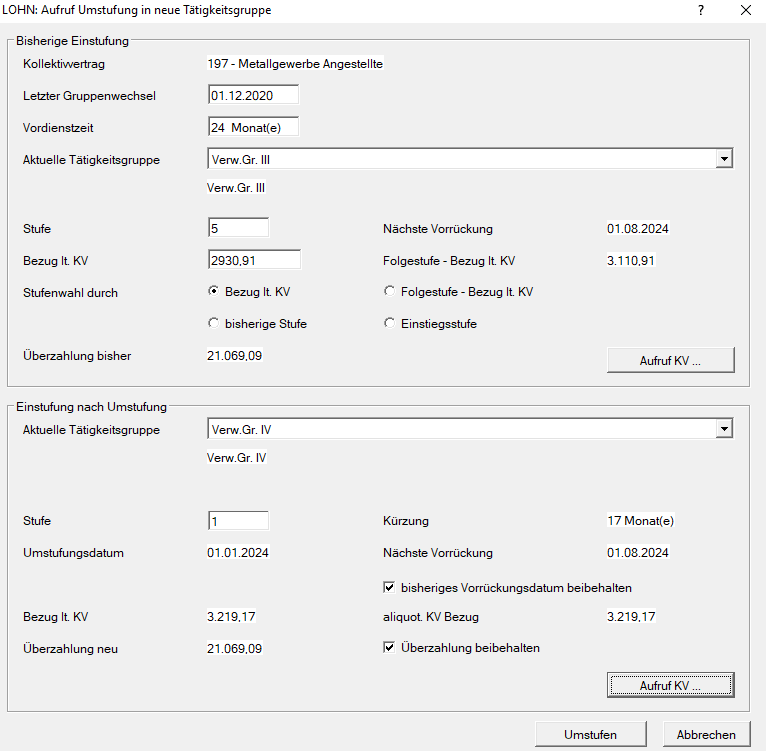 LOHN: Aufruf Umstufung in neue Tätigkeitsgruppe ?
Bisherige Einstufung
Kollektivvertrag 197 - Metallgewerbe Angestellte
Letzter Gruppenwechsel 01.12.2020
Vordienstzeit 24 Monat(e)
Aktuelle Tätigkeitsgruppe Verw.Gr. III
Verw.Gr. III
Stufe 5 Nächste Vorrückung 01.08.2024
Bezug lt. KV 2930,91 Folgestufe - Bezug lt. KV 3.110,91
Stufenwahl durch Bezug lt. KV Folgestufe - Bezug lt. KV
bisherige Stufe Einstiegsstufe
Überzahlung bisher 21.069,09 Aufruf KV ...
Einstufung nach Umstufung
Aktuelle Tätigkeitsgruppe Verw.Gr. IV
Verw.Gr. IV
Stufe 1 Kürzung 17 Monat(e)
Umstufungsdatum 01.01.2024 Nächste Vorrückung 01.08.2024
bisheriges Vorrückungsdatum beibehalten
Bezug lt. KV 3.219,17 aliquot. KV Bezug 3.219,17
Überzahlung neu 21.069,09 Überzahlung beibehalten
Aufruf KV ...
Umstufen Abbrechen